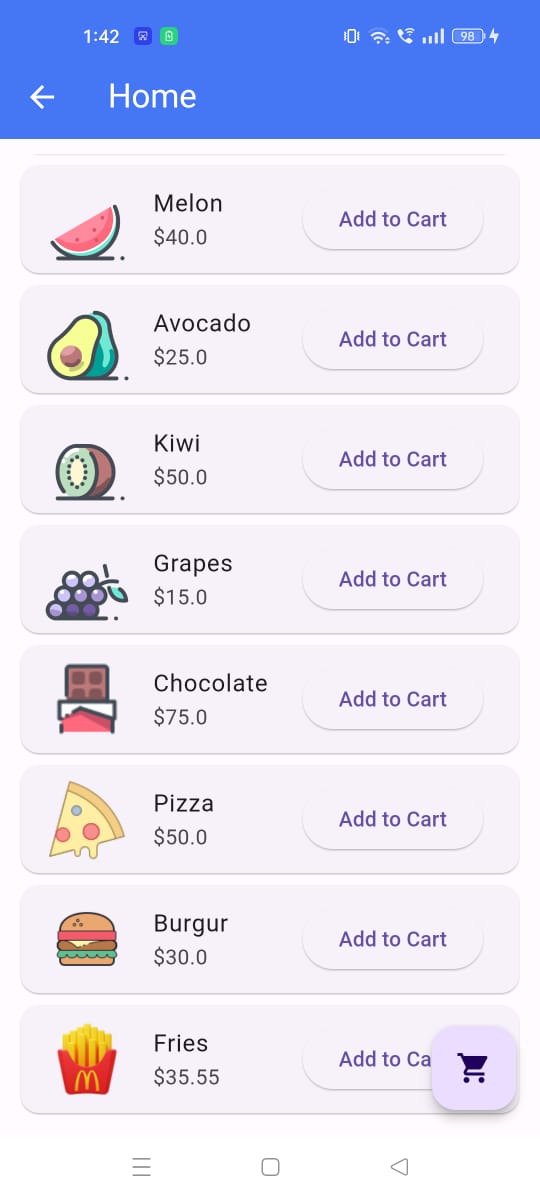 1:42
98
Home
Melon
$40.0
Add to Cart
Avocado
$25.0
Add to Cart
Kiwi
$50.0
Add to Cart
Grapes
$15.0
Add to Cart
Chocolate
$75.0
Add to Cart
Pizza
$50.0
Add to Cart
Burgur
$30.0
Add to Cart
Fries
$35.55
Add to Ca